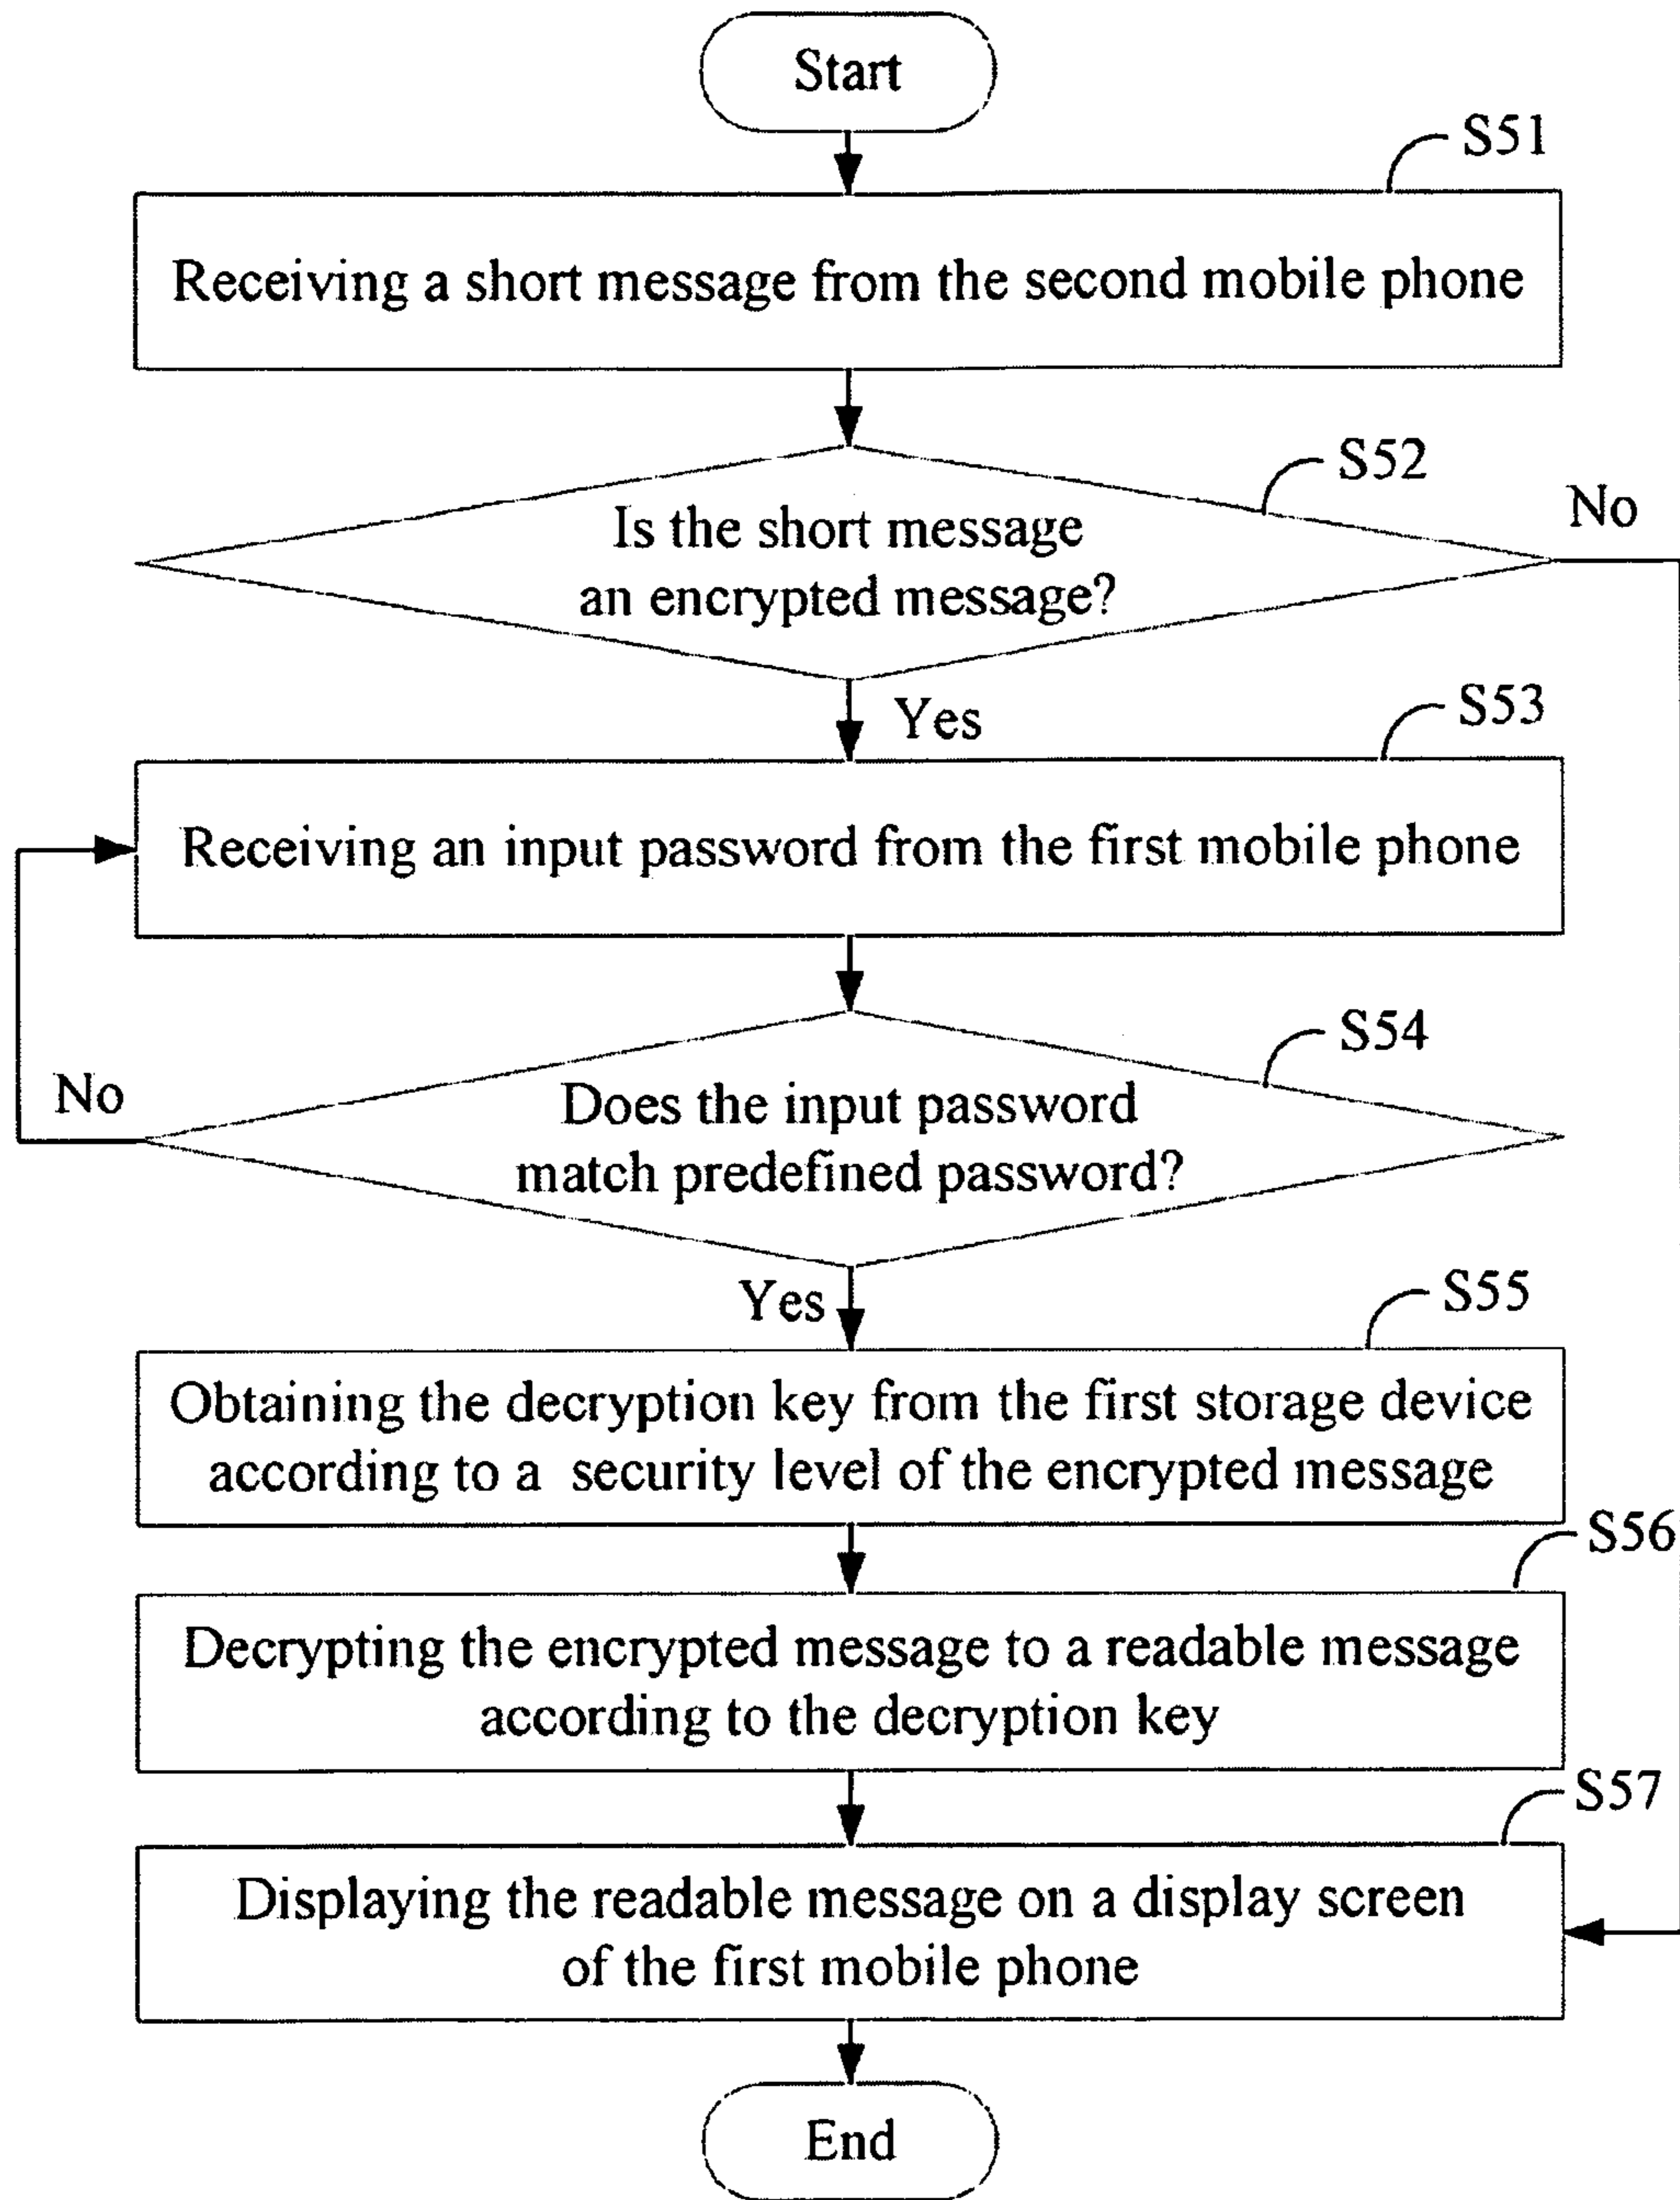 Start
S51
Receiving a short message from the second mobile phone
S52
No
Is the short message
an encrypted message?
Yes
S53
Receiving an input password from the first mobile phone
S54
No
Does the input password
match predefined password?
Yes
S55
Obtaining the decryption key from the first storage device
according to a security level of the encrypted message
S56
Decrypting the encrypted message to a readable message
according to the decryption key
S57
Displaying the readable message on a display screen
of the first mobile phone
End